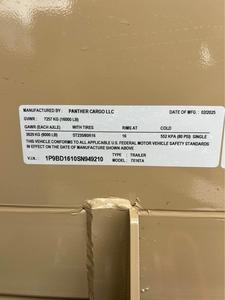 MANUFACTURED BY : PANTHER CARGO LLC DATE OF MFG.: 02/2025
GVWR : 7257 KG (16000 LB)
GAWR (EACH AXLE) WITH TIRES RIMS AT COLD
3629 KG (8000 LB) ST235/80R16 16 552 KPA (80 PSI) SINGLE
THIS VEHICLE CONFORMS TO ALL APPLICABLE U.S. FEDERAL MOTOR VEHICLE SAFETY STANDARDS
IN EFFECT ON THE DATE OF MANUFACTURE SHOWN ABOVE.
V.I.N.: 1P9BD1610SN949210 TYPE : TRAILER
MODEL: 7X16TA